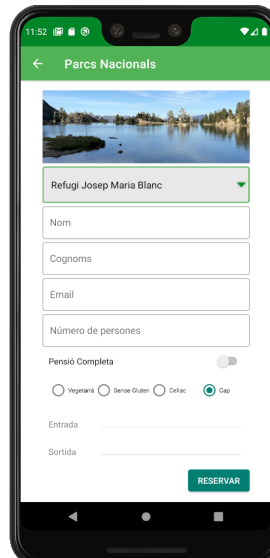 11:52
Parcs Nacionals
Refugi Josep Maria Blanc
Nom
Cognoms
Email
Número de persones
Pensió Completa
Vegetarià Sense Gluten Celíac Cap
Entrada
Sortida
RESERVAR